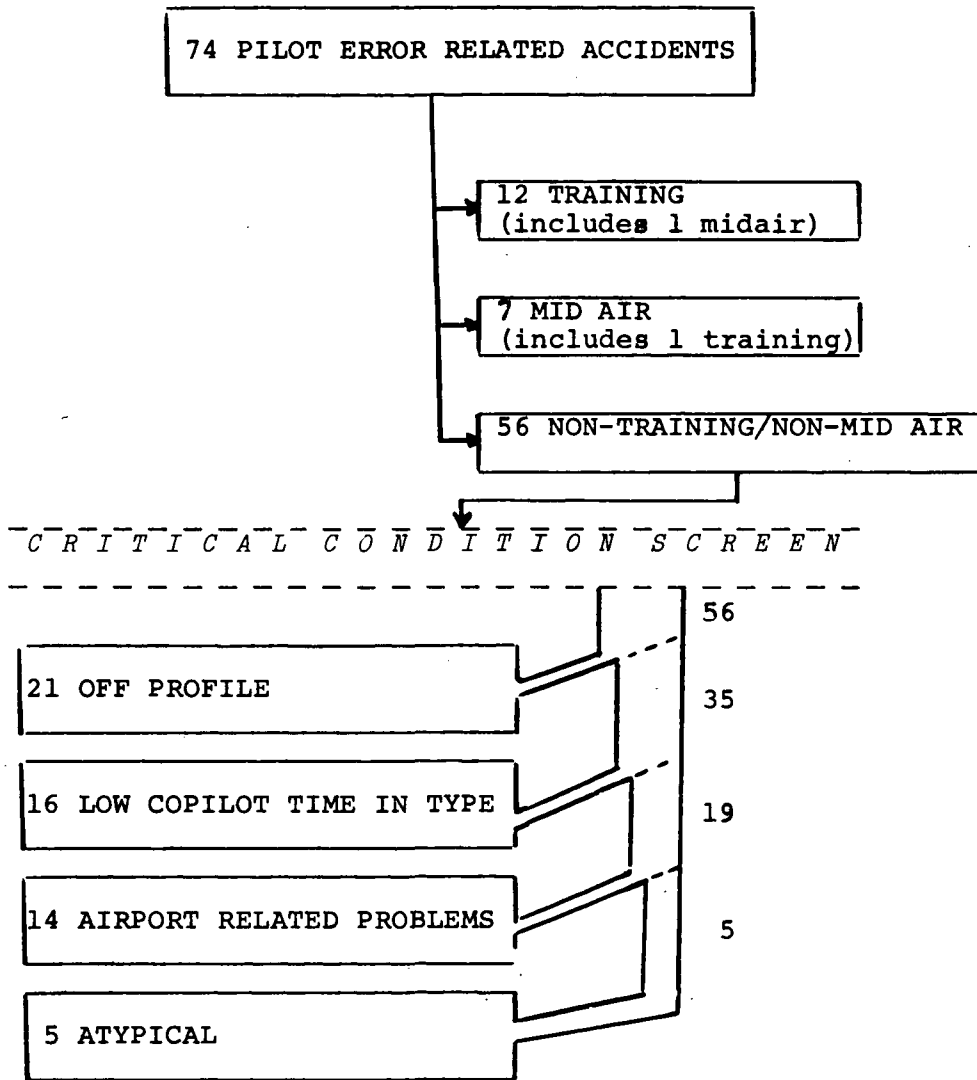 74 PILOT ERROR RELATED ACCIDENTS
12 TRAINING
(includes 1 midair)
7 MID AIR
(includes 1 training)
56 NON-TRAINING/NON-MID AIR
CRITICAL CONDITION SCREEN
56
21 OFF PROFILE
35
16 LOW COPILOT TIME IN TYPE
19
14 AIRPORT RELATED PROBLEMS
5
5 ATYPICAL